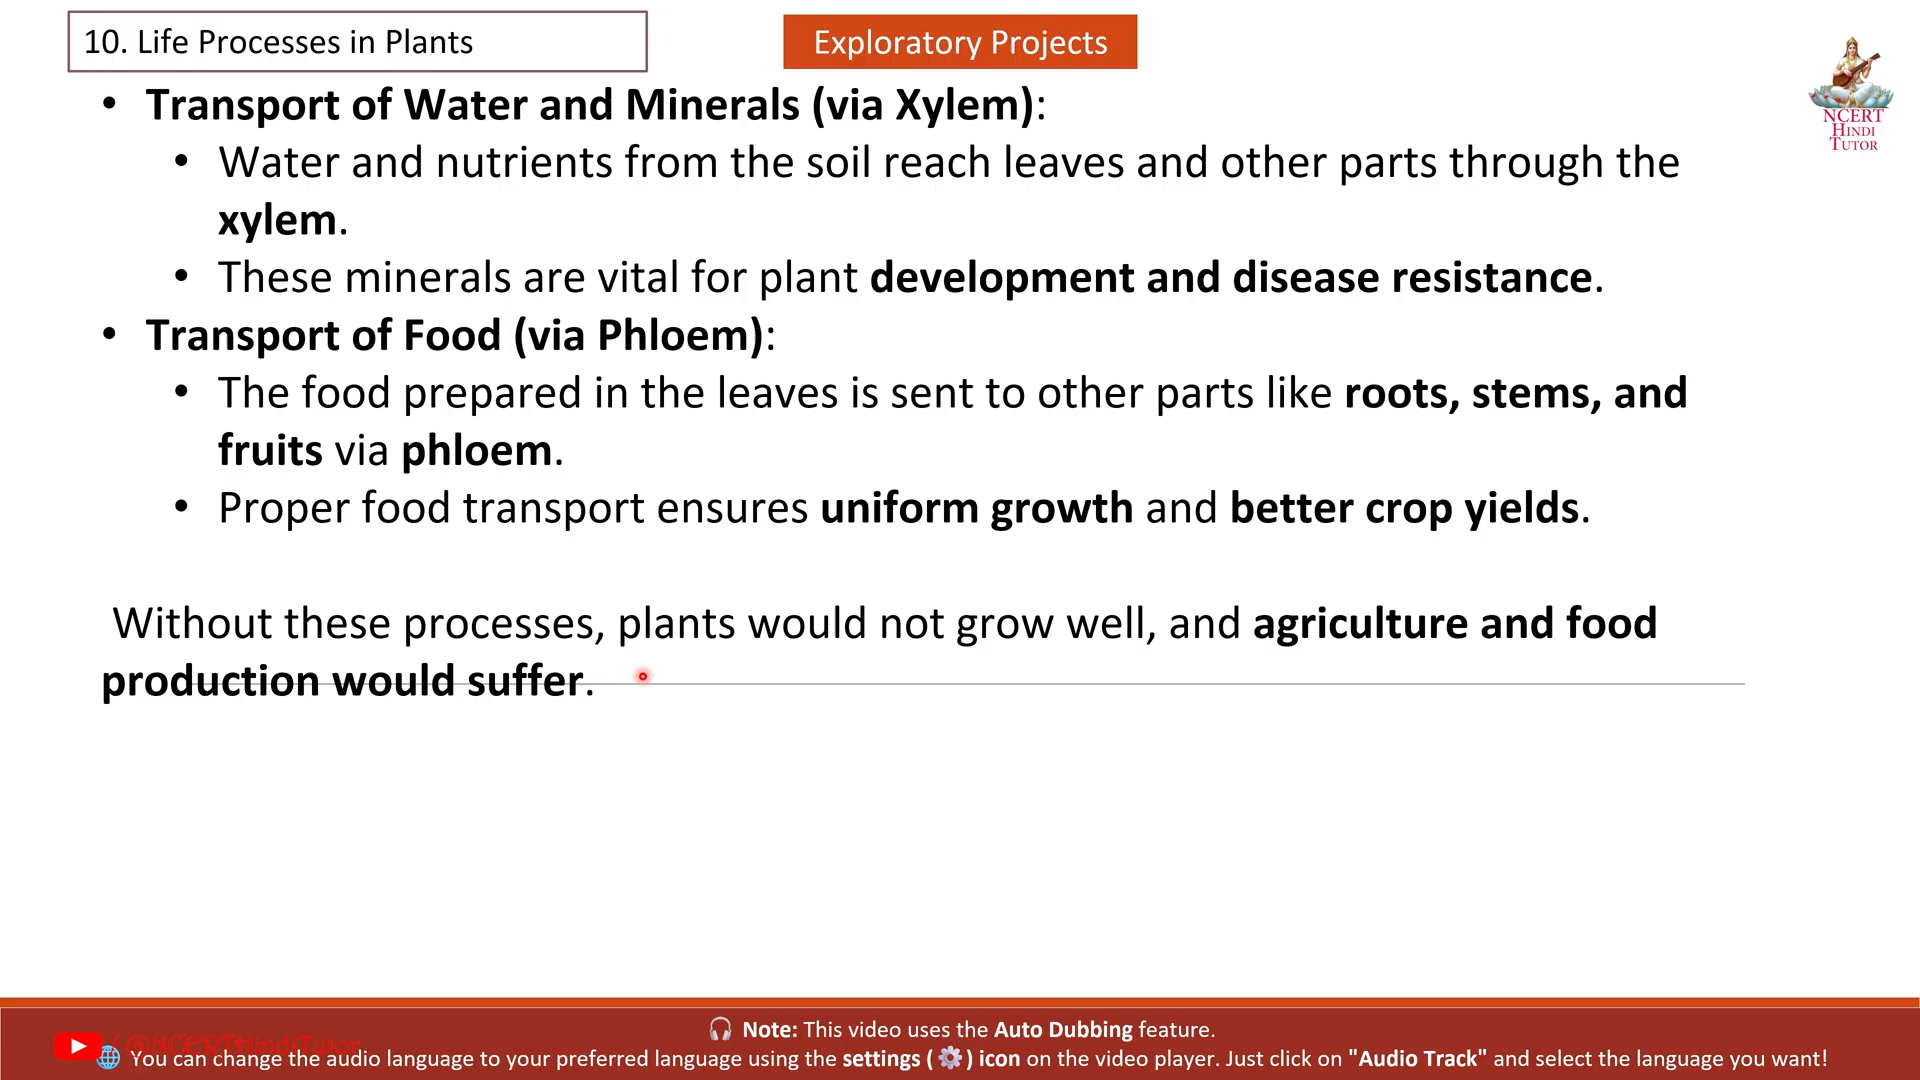 10. Life Processes in Plants
Exploratory Projects
NCERT
HINDI
TUTOR
• Transport of Water and Minerals (via Xylem):
• Water and nutrients from the soil reach leaves and other parts through the
xylem.
• These minerals are vital for plant development and disease resistance.
• Transport of Food (via Phloem):
• The food prepared in the leaves is sent to other parts like roots, stems, and
fruits via phloem.
• Proper food transport ensures uniform growth and better crop yields.
Without these processes, plants would not grow well, and agriculture and food
production would suffer.
🎧 Note: This video uses the Auto Dubbing feature.
/@NCERTHindiTutor
🌐 You can change the audio language to your preferred language using the settings (⚙️) icon on the video player. Just click on "Audio Track" and select the language you want!